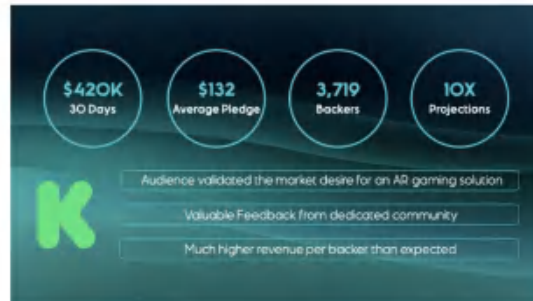 $420K
30 Days
$132
Average Pledge
3,719
Backers
10X
Projections
Audience validated the market desire for an AR gaming solution
Valuable Feedback from dedicated community
Much higher revenue per backer than expected